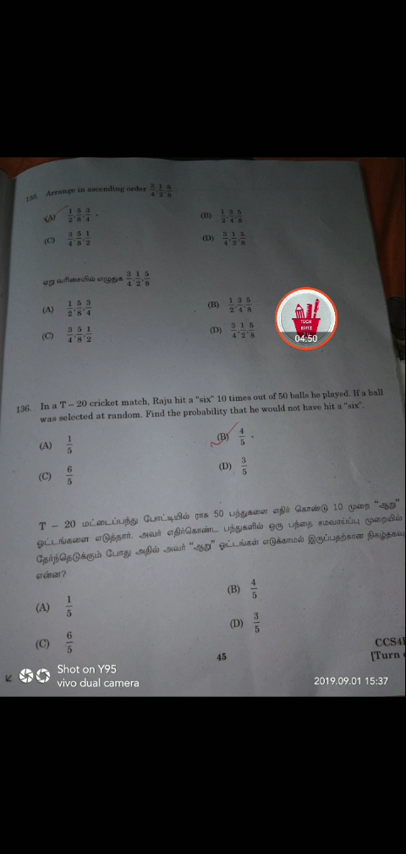 135. Arrange in ascending order 3/4, 1/2, 5/8
(A) 1/2, 5/8, 3/4
(B) 1/2, 3/4, 5/8
(C) 3/4, 5/8, 1/2
(D) 3/4, 1/2, 5/8
ஏறு வரிசையில் எழுதுக 3/4, 1/2, 5/8
(A) 1/2, 5/8, 3/4
(B) 1/2, 3/4, 5/8
(C) 3/4, 5/8, 1/2
(D) 3/4, 1/2, 5/8
04:50
136. In a T – 20 cricket match, Raju hit a "six" 10 times out of 50 balls he played. If a ball
was selected at random. Find the probability that he would not have hit a "six".
(A) 1/5
(B) 4/5
(C) 6/5
(D) 3/5
T – 20 மட்டைப்பந்து போட்டியில் ராசு 50 பந்துகளை எதிர் கொண்டு 10 முறை "ஆறு"
ஓட்டங்களை எடுத்தார். அவர் எதிர்கொண்ட பந்துகளில் ஒரு பந்தை சமவாய்ப்பு முறையில்
தேர்ந்தெடுக்கும் போது அதில் அவர் "ஆறு" ஓட்டங்கள் எடுக்காமல் இருப்பதற்கான நிகழ்தகவு
என்ன?
(A) 1/5
(B) 4/5
(C) 6/5
(D) 3/5
45
[Turn
Shot on Y95
vivo dual camera
2019.09.01 15:37